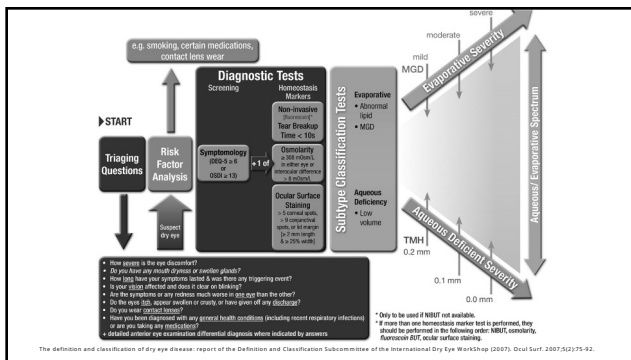 e.g. smoking, certain medications,
contact lens wear
START
Triaging
Questions
Risk
Factor
Analysis
Suspect
dry eye
Diagnostic Tests
Screening
Homeostasis
Markers
Symptomology
(DEQ-5 ≥ 6
or
OSDI ≥ 13)
+ 1 of
Non-invasive
[fluorescein]*
Tear Breakup
Time < 10s
Osmolarity
≥ 308 mOsm/L
in either eye or
interocular difference
> 8 mOsm/L
Ocular Surface
Staining
> 5 corneal spots,
> 9 conjunctival
spots, or lid margin
[≥ 2 mm length
& ≥ 25% width]
Subtype Classification Tests
Evaporative
• Abnormal
lipid
• MGD
Aqueous
Deficiency
• Low
volume
Evaporative Severity
mild
moderate
severe
MGD
Aqueous/ Evaporative Spectrum
TMH
0.2 mm
0.1 mm
0.0 mm
Aqueous Deficient Severity
• How severe is the eye discomfort?
• Do you have any mouth dryness or swollen glands?
• How long have your symptoms lasted & was there any triggering event?
• Is your vision affected and does it clear on blinking?
• Are the symptoms or any redness much worse in one eye than the other?
• Do the eyes itch, appear swollen or crusty, or have given off any discharge?
• Do you wear contact lenses?
• Have you been diagnosed with any general health conditions (including recent respiratory infections)
or are you taking any medications?
+ detailed anterior eye examination differential diagnosis where indicated by answers
* Only to be used if NIBUT not available.
* If more than one homeostasis marker test is performed, they
should be performed in the following order: NIBUT, osmolarity,
fluorescein BUT, ocular surface staining.
The definition and classification of dry eye disease: report of the Definition and Classification Subcommittee of the International Dry Eye WorkShop (2007). Ocul Surf. 2007;5(2):75-92.